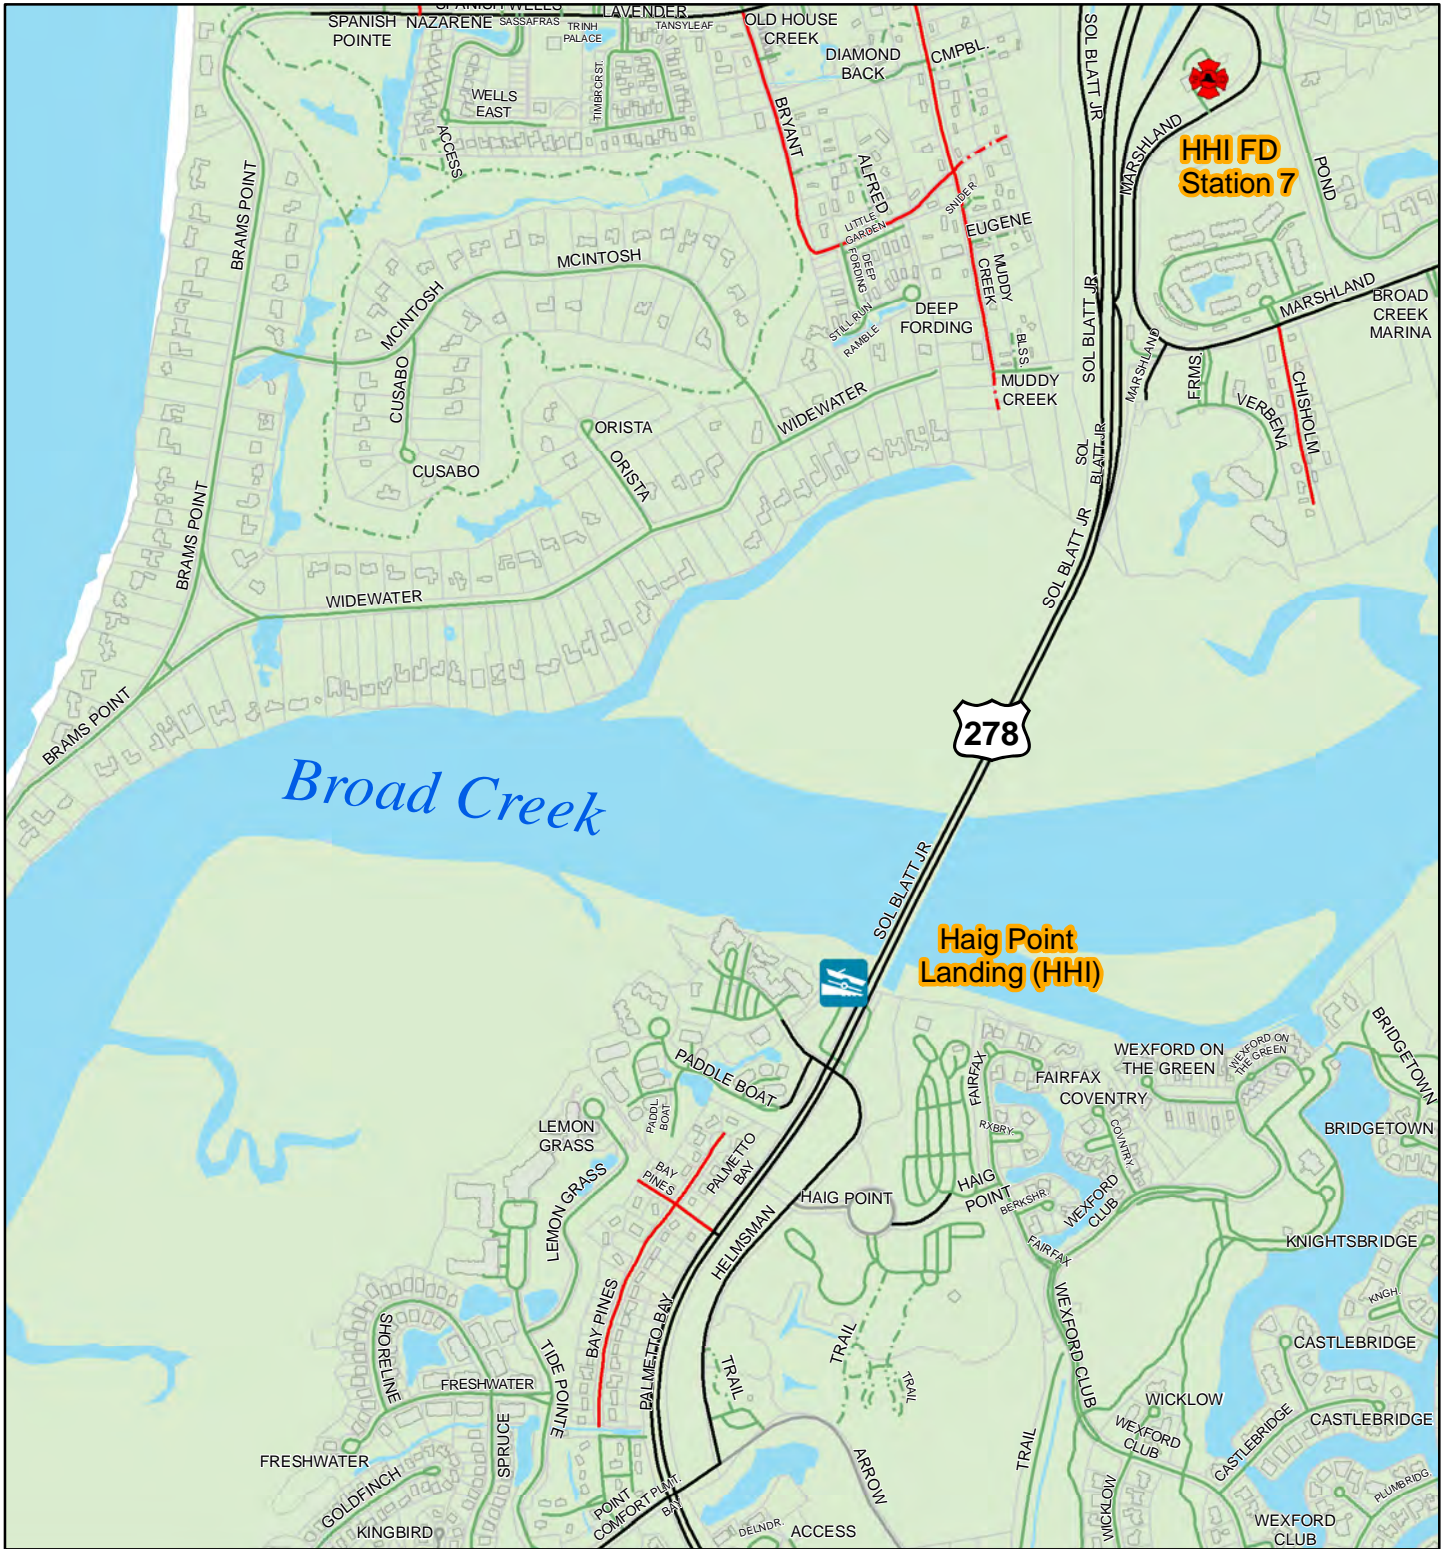 SPANISH WELLS
LAVENDER
SPANISH
POINTE
NAZARENE
SASSAFRAS
TRINH
PALACE
TANSYLEAF
OLD HOUSE
CREEK
DIAMOND
BACK
CMPBL.
SOL BLATT JR
WELLS
EAST
TIMBRCRST.
ACCESS
BRYANT
ALFRED
MARSHLAND
HHI FD
Station 7
POND
BRAMS POINT
LITTLE
GARDEN
SNIDER
EUGENE
MCINTOSH
MCINTOSH
DEEP
FORDING
MUDDY
CREEK
DEEP
FORDING
STILL RUN
RAMBLE
SOL BLATT JR
MARSHLAND
BROAD
CREEK
MARINA
BLSS.
MUDDY
CREEK
MARSHLAND
FRMS.
CHISHOLM
VERBENA
CUSABO
CUSABO
ORISTA
ORISTA
WIDEWATER
SOL
BLATT JR
BRAMS POINT
WIDEWATER
SOL BLATT JR
BRAMS POINT
278
Broad Creek
SOL BLATT JR
Haig Point
Landing (HHI)
PADDLE BOAT
PADDL.
BOAT
FAIRFAX
FAIRFAX
WEXFORD ON
THE GREEN
WEXFORD ON
THE GREEN
BRIDGETOWN
COVENTRY
COVNTRY.
RXBRY.
BRIDGETOWN
LEMON
GRASS
LEMON GRASS
BAY
PINES
PALMETTO
BAY
HAIG POINT
HAIG
POINT
BERKSHR.
WEXFORD
CLUB
FAIRFAX
HELMSMAN
KNIGHTSBRIDGE
KNGH.
CASTLEBRIDGE
BAY PINES
PALMETTO BAY
WEXFORD CLUB
SHORELINE
TIDE POINTE
FRESHWATER
TRAIL
TRAIL
TRAIL
WICKLOW
CASTLEBRIDGE
CASTLEBRIDGE
WEXFORD
CLUB
FRESHWATER
SPRUCE
GOLDFINCH
KINGBIRD
POINT
COMFORT
PLMT.
BAY
DELNDR.
ACCESS
ARROW
TRAIL
WICKLOW
PLUMBRIDG.
WEXFORD
CLUB